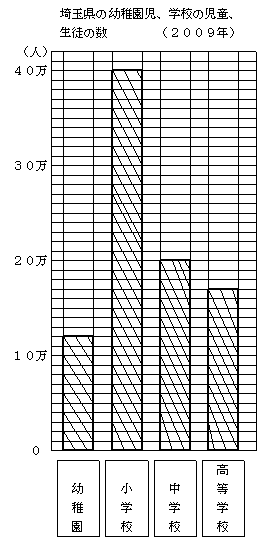 埼玉県の幼稚園児、学校の児童、
生徒の数　　　（２００９年）
（人）
４０万
３０万
２０万
１０万
０
幼稚園
小学校
中学校
高等学校